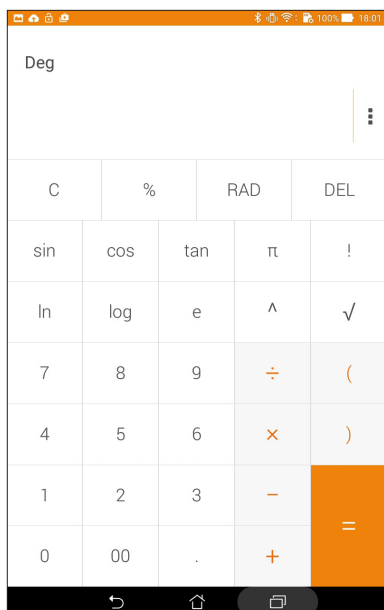 100% 18:01
Deg
C % RAD DEL
sin cos tan π !
ln log e ^ √
7 8 9 ÷ (
4 5 6 × )
1 2 3 −
=
0 00 . +